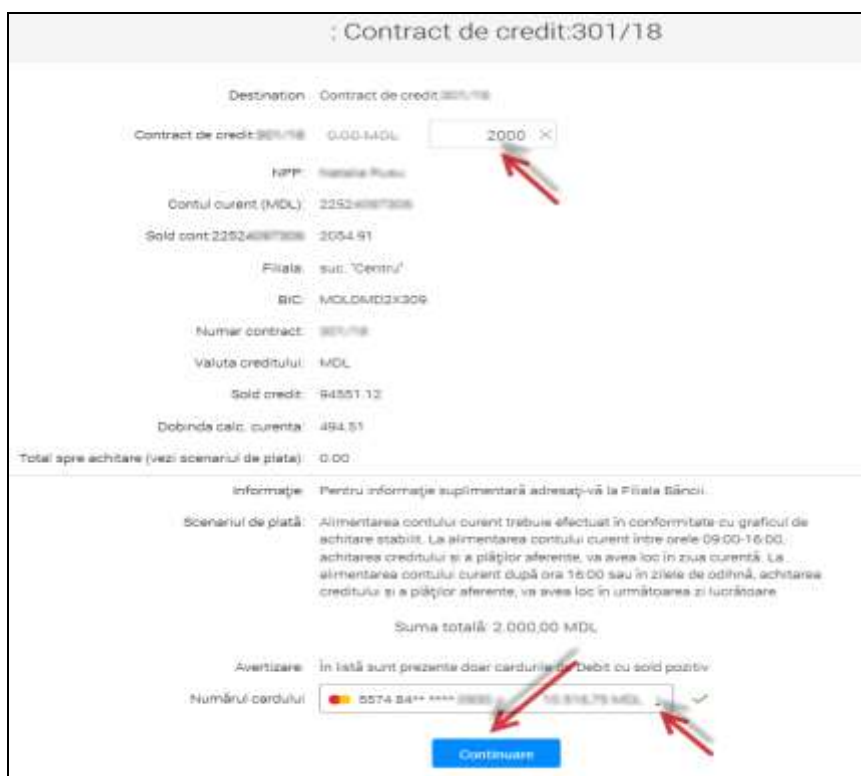 : Contract de credit:301/18
Destination Contract de credit
Contract de credit 0.00 MDL 2000 ×
NPP:
Contul curent (MDL): 2252
Sold cont:2252 2054.91
Filiala: suc. "Centru"
BIC: MOLDMD2X309
Numar contract:
Valuta creditului: MDL
Sold credit: 94551.12
Dobinda calc. curenta: 494.51
Total spre achitare (vezi scenariul de plata): 0.00
Informaţie: Pentru informaţie suplimentară adresaţi-vă la Filiala Băncii.
Scenariul de plată: Alimentarea contului curent trebuie efectuat în conformitate cu graficul de
achitare stabilit. La alimentarea contului curent între orele 09:00-16:00,
achitarea creditului si a plăţilor aferente, va avea loc în ziua curentă. La
alimentarea contului curent după ora 16:00 sau în zilele de odihnă, achitarea
creditului si a plăţilor aferente, va avea loc în următoarea zi lucrătoare
Suma totală: 2.000,00 MDL
Avertizare: În listă sunt prezente doar cardurile de Debit cu sold pozitiv
Numărul cardului 5574 84** ****
Continuare